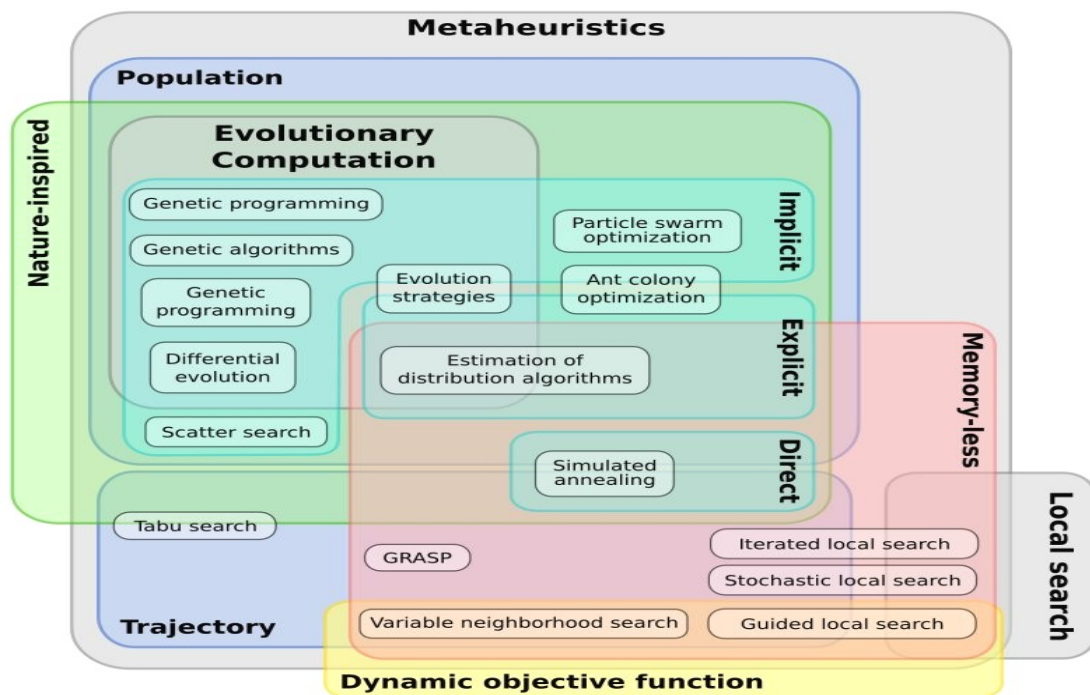 Metaheuristics
Population
Nature-inspired
Evolutionary
Computation
Implicit
Genetic programming
Particle swarm
optimization
Genetic algorithms
Evolution
strategies
Ant colony
optimization
Genetic
programming
Explicit
Differential
evolution
Estimation of
distribution algorithms
Memory-less
Scatter search
Simulated
annealing
Direct
Tabu search
Local search
Iterated local search
GRASP
Stochastic local search
Trajectory
Variable neighborhood search
Guided local search
Dynamic objective function